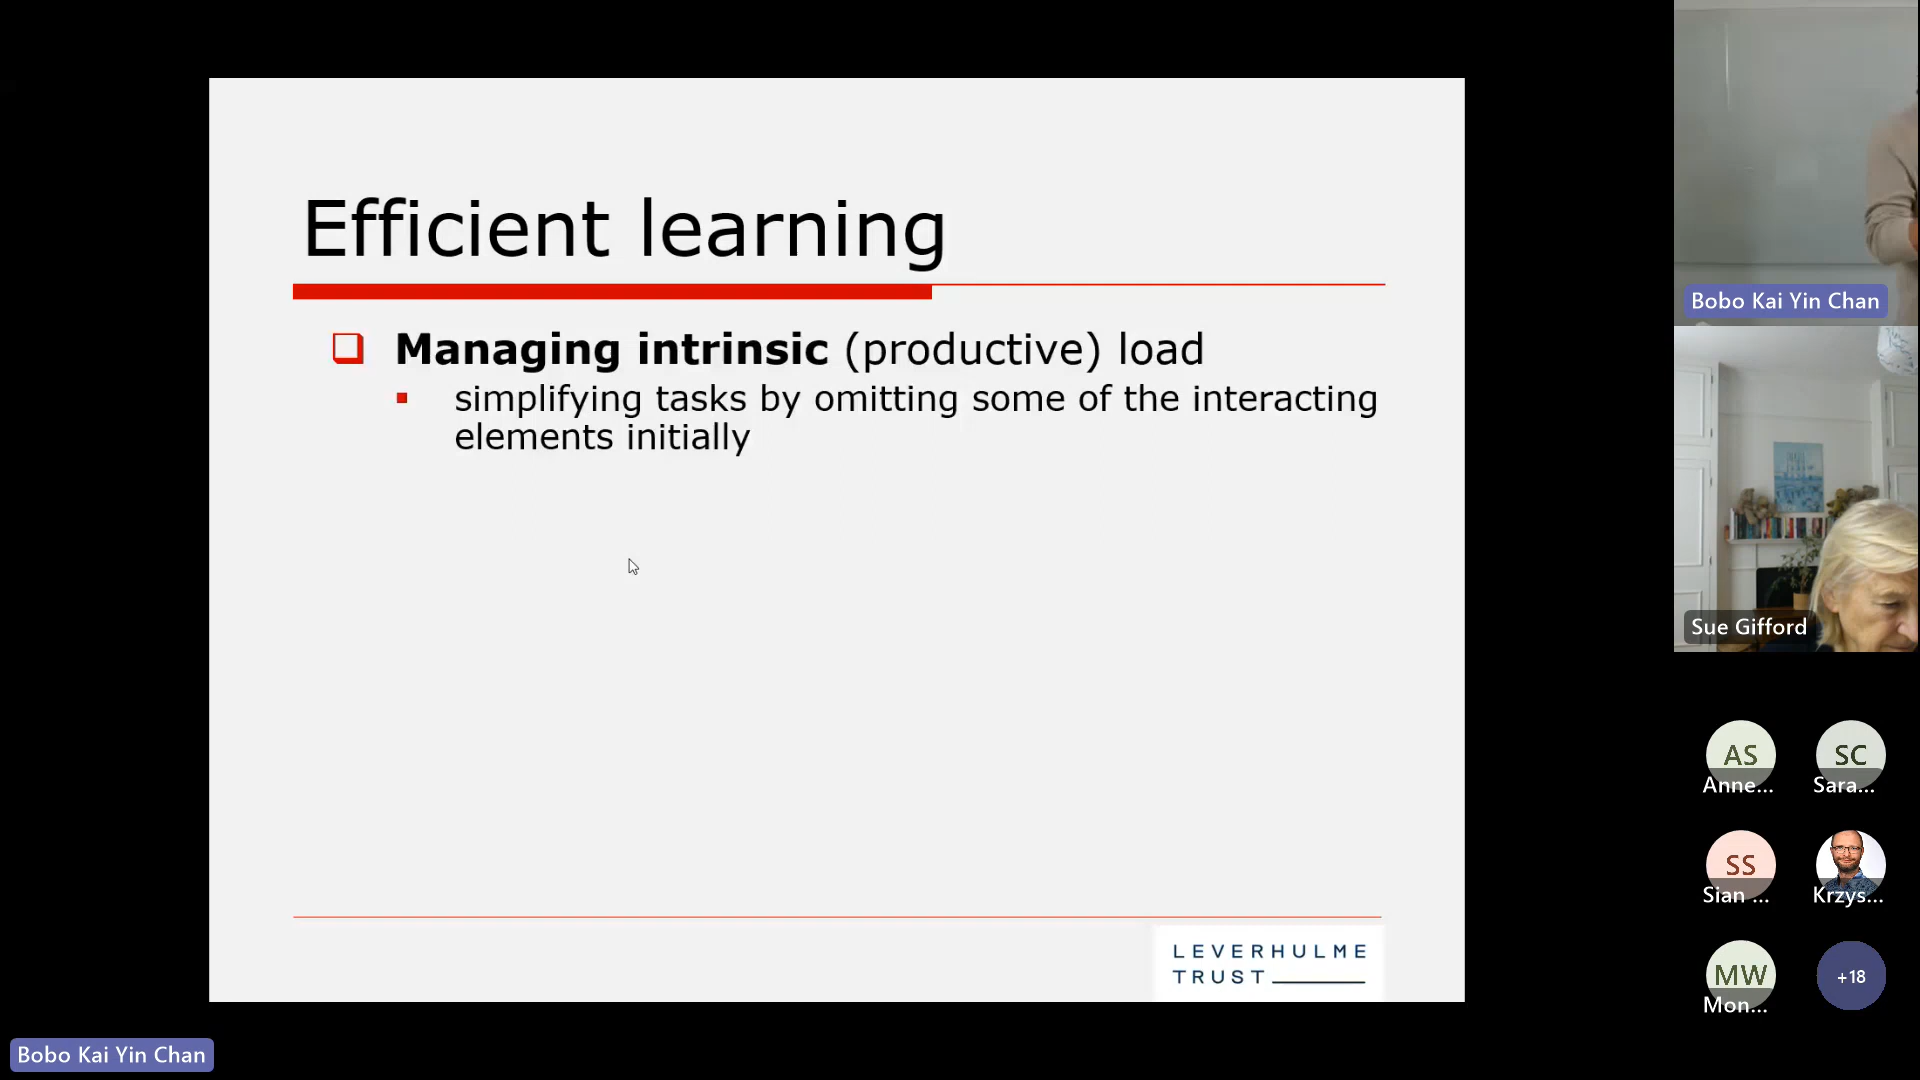 Efficient learning
Managing intrinsic (productive) load
simplifying tasks by omitting some of the interacting
elements initially
LEVERHULME
TRUST
Bobo Kai Yin Chan
Sue Gifford
AS
Anne...
SC
Sara...
SS
Sian ...
Krzys...
MW
Mon...
+18
Bobo Kai Yin Chan